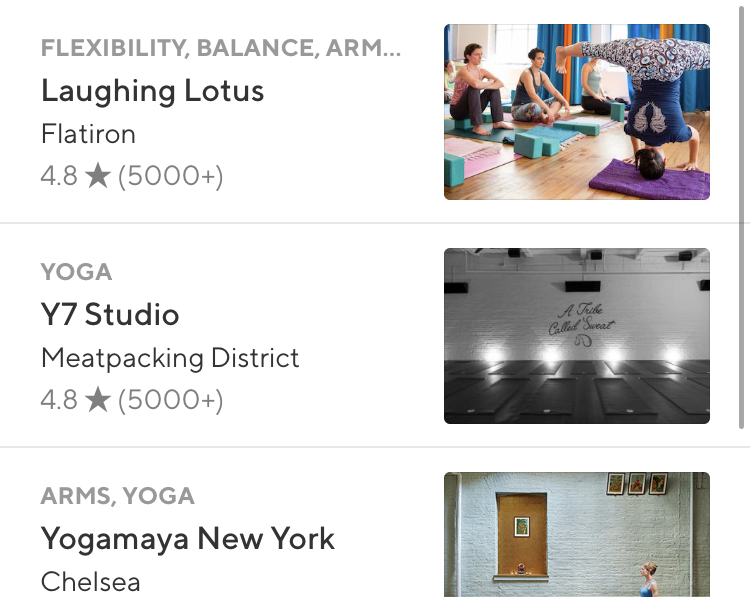 FLEXIBILITY, BALANCE, ARM...
Laughing Lotus
Flatiron
4.8 ★ (5000+)
YOGA
Y7 Studio
Meatpacking District
4.8 ★ (5000+)
A Tribe
Called Sweat
ARMS, YOGA
Yogamaya New York
Chelsea